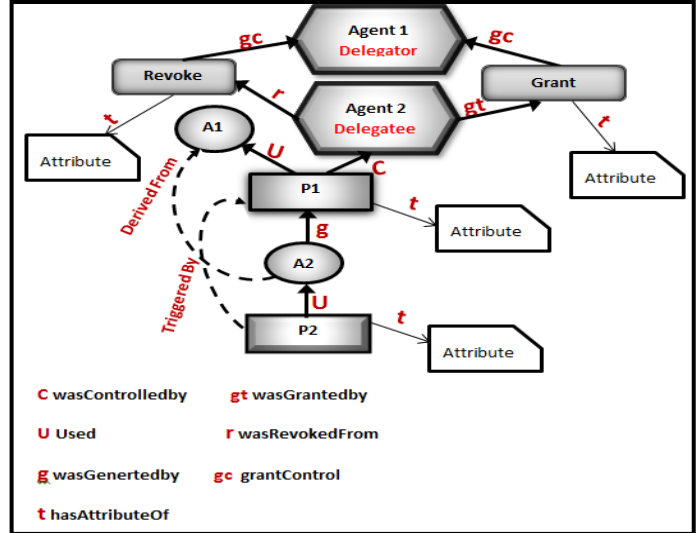 Agent 1
Delegator
gc
gc
Revoke
Grant
r
Agent 2
Delegatee
gt
t
t
A1
Attribute
Attribute
U
C
P1
t
Derived From
g
Attribute
A2
Triggered By
U
P2
t
Attribute
C wasControlledby gt wasGrantedby
U Used r wasRevokedFrom
g wasGenertedby gc grantControl
t hasAttributeOf